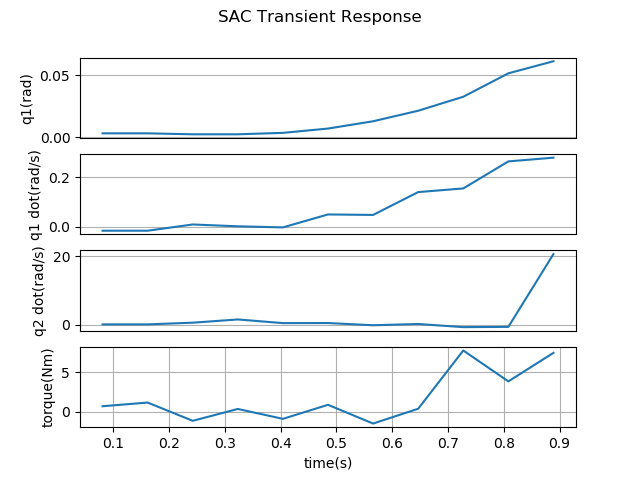 SAC Transient Response
q1(rad)
0.05
0.00
q1 dot(rad/s)
0.2
0.0
q2 dot(rad/s)
20
0
torque(Nm)
5
0
0.1 0.2 0.3 0.4 0.5 0.6 0.7 0.8 0.9
time(s)